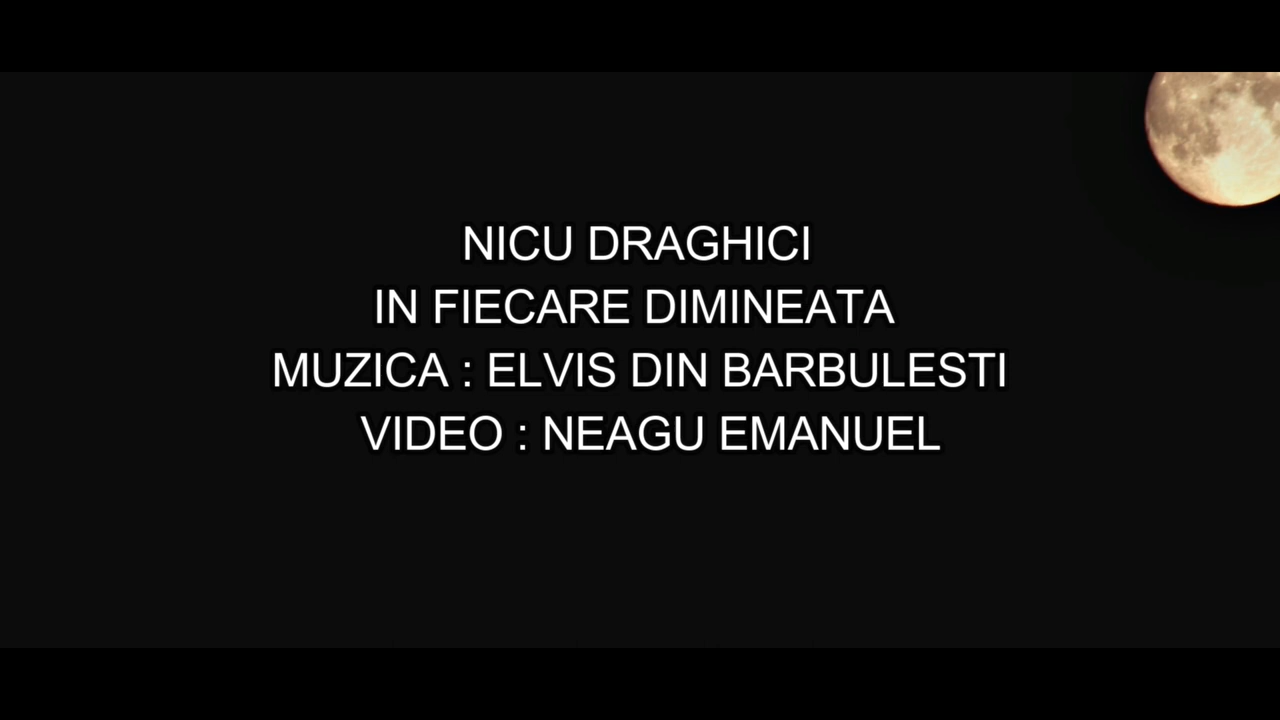 NICU DRAGHICI
IN FIECARE DIMINEATA
MUZICA : ELVIS DIN BARBULESTI
VIDEO : NEAGU EMANUEL